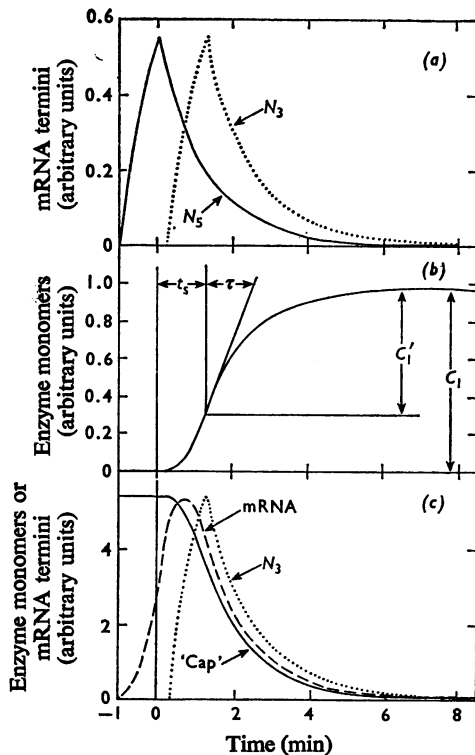 (a)
mRNA termini
(arbitrary units)
0.6
0.4
0.2
0
N3
N5
(b)
Enzyme monomers
(arbitrary units)
1.0
0.8
0.6
0.4
0.2
0
ts
τ
C1'
C1
(c)
Enzyme monomers or
mRNA termini
(arbitrary units)
4
2
0
mRNA
N3
'Cap'
−1 0 2 4 6 8
Time (min)